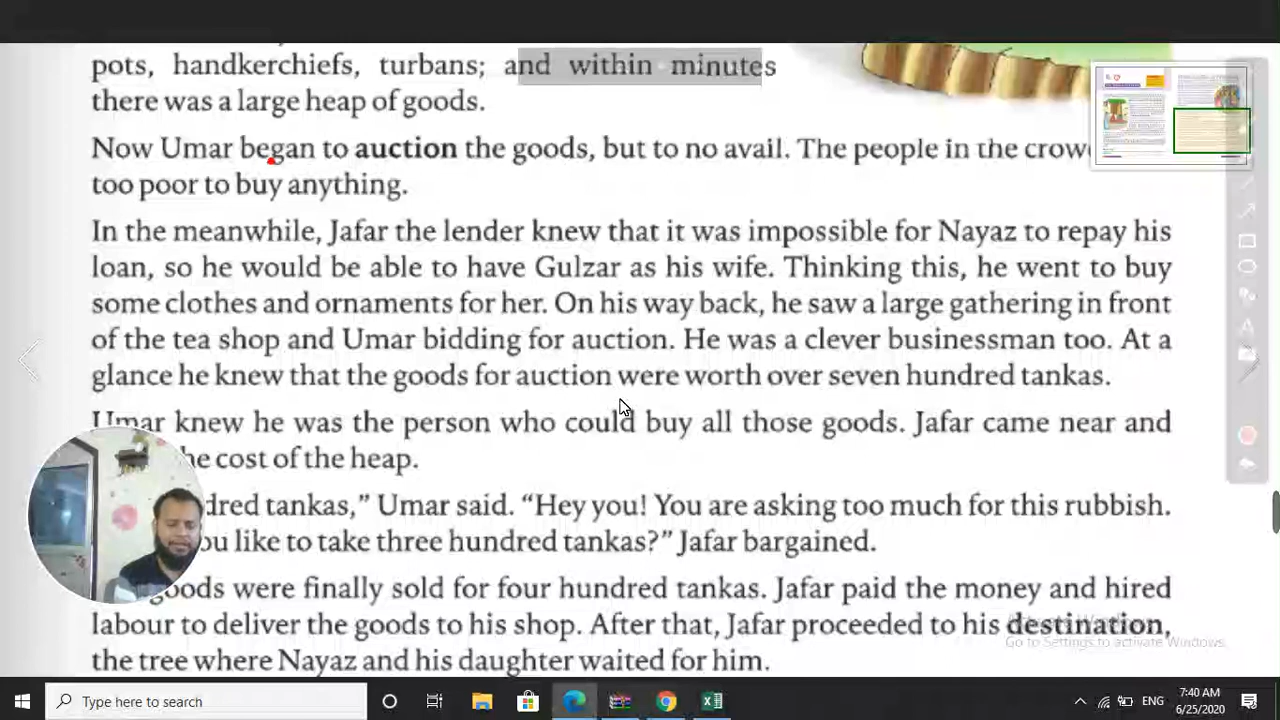 pots, handkerchiefs, turbans; and within minutes
there was a large heap of goods.
Now Umar began to auction the goods, but to no avail. The people in the crow
too poor to buy anything.
In the meanwhile, Jafar the lender knew that it was impossible for Nayaz to repay his
loan, so he would be able to have Gulzar as his wife. Thinking this, he went to buy
some clothes and ornaments for her. On his way back, he saw a large gathering in front
of the tea shop and Umar bidding for auction. He was a clever businessman too. At a
glance he knew that the goods for auction were worth over seven hundred tankas.
Umar knew he was the person who could buy all those goods. Jafar came near and
he cost of the heap.
dred tankas,” Umar said. “Hey you! You are asking too much for this rubbish.
ou like to take three hundred tankas?” Jafar bargained.
goods were finally sold for four hundred tankas. Jafar paid the money and hired
labour to deliver the goods to his shop. After that, Jafar proceeded to his destination,
the tree where Nayaz and his daughter waited for him.
Activate Windows
Go to Settings to activate Windows.
Type here to search
ENG
7:40 AM
6/25/2020